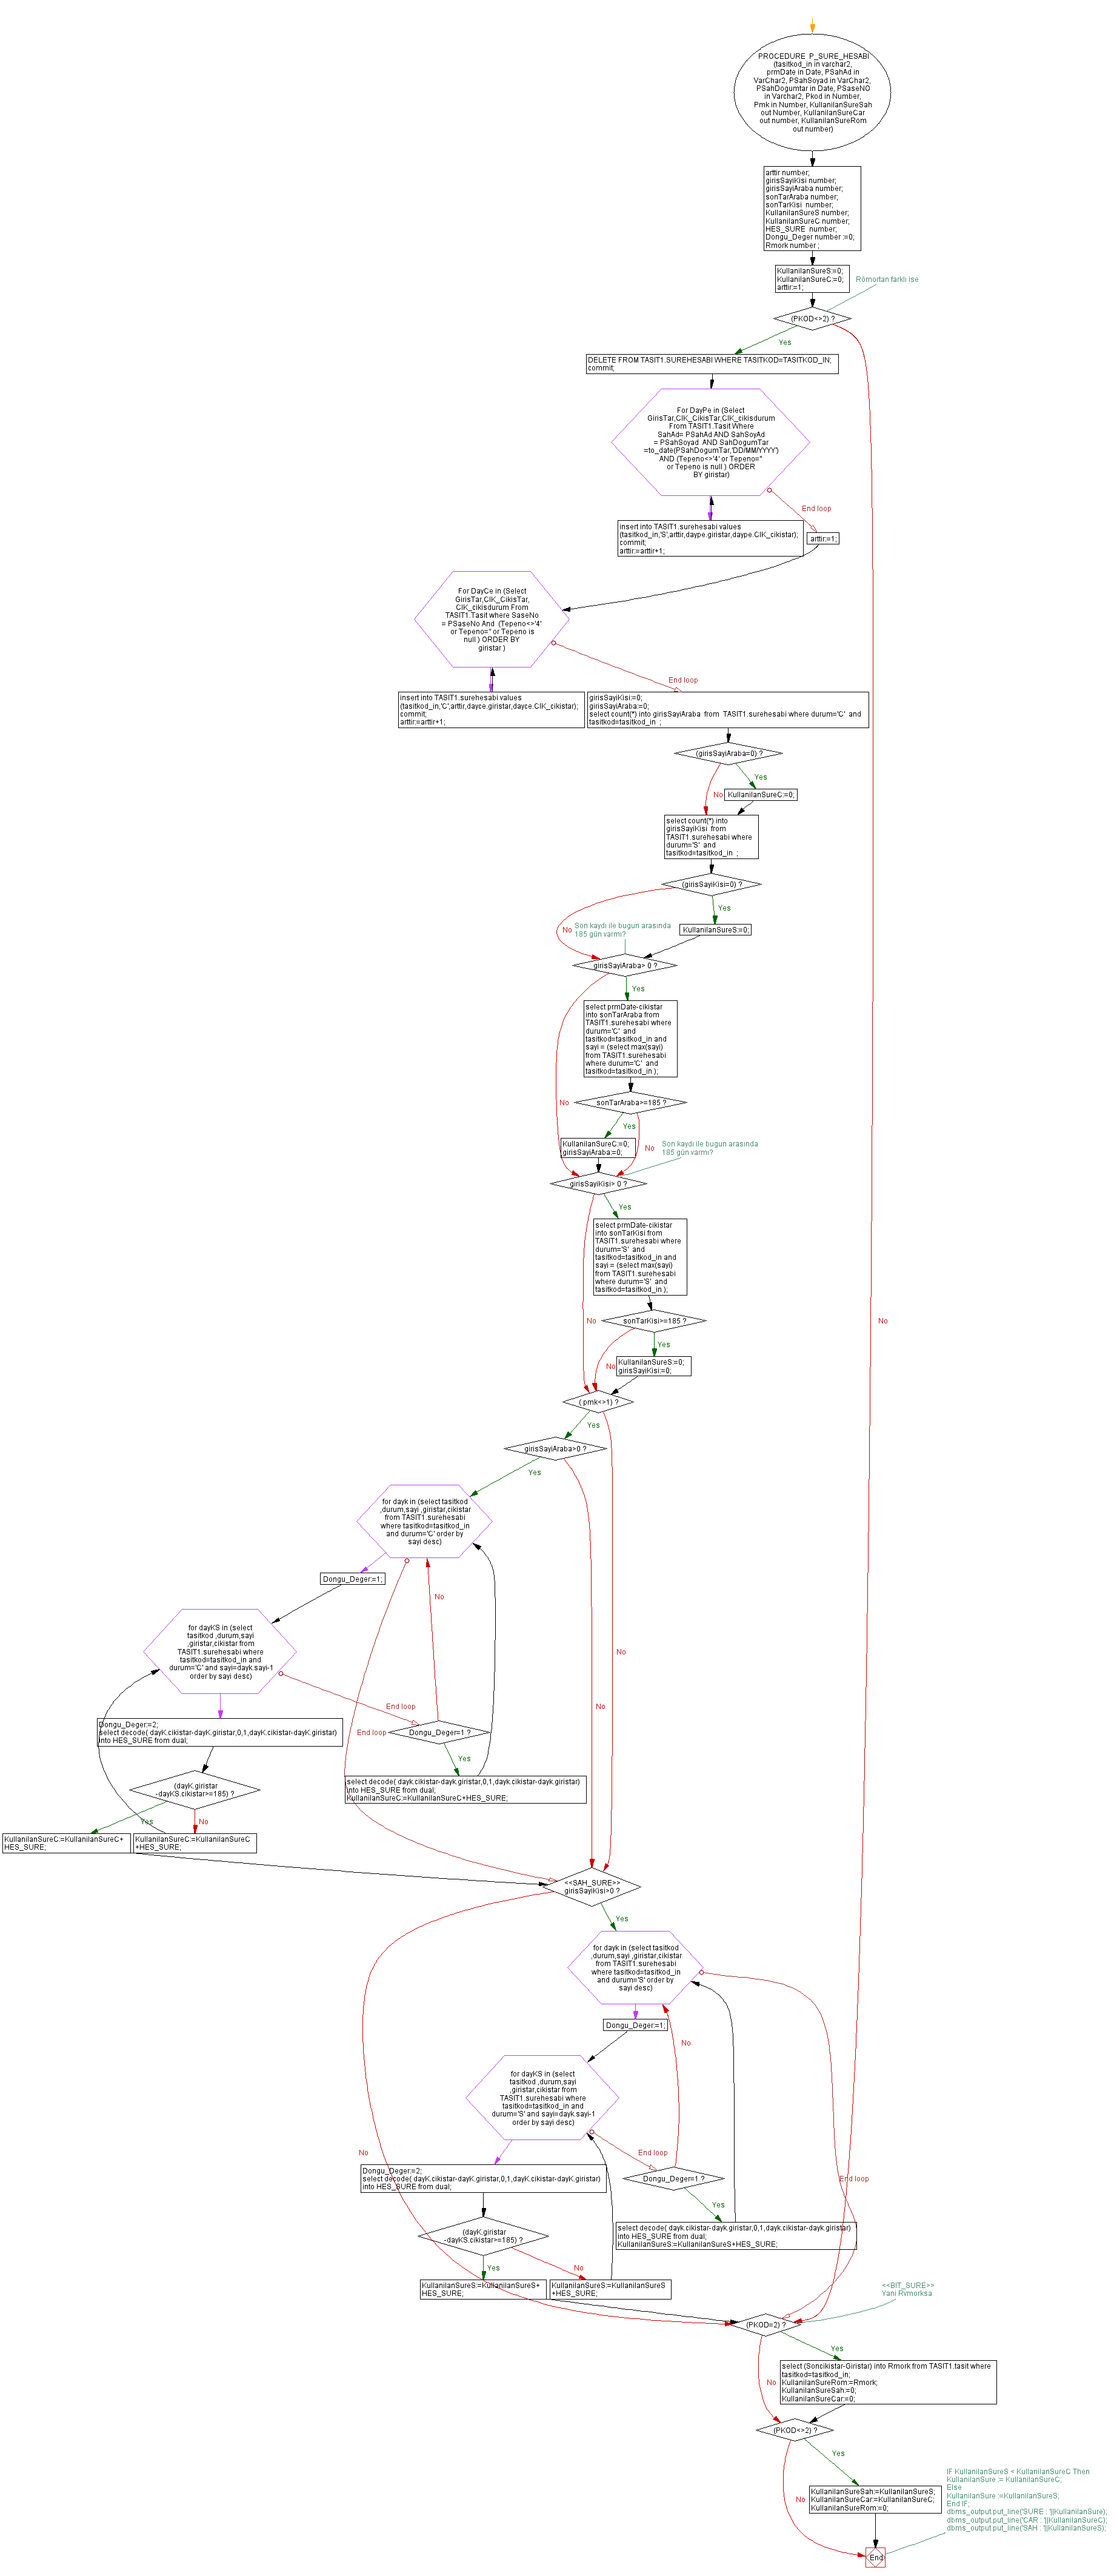 PROCEDURE P_SURE_HESABI
(tasitkod_in in varchar2,
prmDate in Date, PSahAd in
VarChar2, PSahSoyad in VarChar2,
PSahDogumtar in Date, PSaseNO
in Varchar2, Pkod in Number,
Pmk in Number, KullanilanSureSah
out Number, KullanilanSureCar
out number, KullanilanSureRom
out number)
arttir number;
girisSayiKisi number;
girisSayiAraba number;
sonTarAraba number;
sonTarKisi number;
KullanilanSureS number;
KullanilanSureC number;
HES_SURE number;
Dongu_Deger number :=0;
Rmork number ;
KullanilanSureS:=0;
KullanilanSureC:=0;
arttir:=1;
Römortan farklı ise
(PKOD<>2) ?
Yes
DELETE FROM TASIT1.SUREHESABI WHERE TASITKOD=TASITKOD_IN;
commit;
For DayPe in (Select
GirisTar,CIK_CikisTar,CIK_cikisdurum
From TASIT1.Tasit Where
SahAd= PSahAd AND SahSoyAd
= PSahSoyad AND SahDogumTar
=to_date(PSahDogumTar,'DD/MM/YYYY')
AND (Tepeno<>'4' or Tepeno=''
or Tepeno is null ) ORDER
BY giristar)
End loop
insert into TASIT1.surehesabi values
(tasitkod_in,'S',arttir,daype.giristar,daype.CIK_cikistar);
commit;
arttir:=arttir+1;
arttir:=1;
For DayCe in (Select
GirisTar,CIK_CikisTar,
CIK_cikisdurum From
TASIT1.Tasit where SaseNo
= PSaseNo And (Tepeno<>'4'
or Tepeno='' or Tepeno is
null ) ORDER BY
giristar )
End loop
insert into TASIT1.surehesabi values
(tasitkod_in,'C',arttir,dayce.giristar,dayce.CIK_cikistar);
commit;
arttir:=arttir+1;
girisSayiKisi:=0;
girisSayiAraba:=0;
select count(*) into girisSayiAraba from TASIT1.surehesabi where durum='C' and
tasitkod=tasitkod_in ;
(girisSayiAraba=0) ?
Yes
No
KullanilanSureC:=0;
select count(*) into
girisSayiKisi from
TASIT1.surehesabi where
durum='S' and
tasitkod=tasitkod_in ;
(girisSayiKisi=0) ?
Yes
No
Son kaydı ile bugun arasında
185 gün varmı?
KullanilanSureS:=0;
girisSayiAraba> 0 ?
Yes
select prmDate-cikistar
into sonTarAraba from
TASIT1.surehesabi where
durum='C' and
tasitkod=tasitkod_in and
sayi = (select max(sayi)
from TASIT1.surehesabi
where durum='C' and
tasitkod=tasitkod_in );
No
sonTarAraba>=185 ?
Yes
KullanilanSureC:=0;
girisSayiAraba:=0;
No
Son kaydı ile bugun arasında
185 gün varmı?
girisSayiKisi> 0 ?
Yes
select prmDate-cikistar
into sonTarKisi from
TASIT1.surehesabi where
durum='S' and
tasitkod=tasitkod_in and
sayi = (select max(sayi)
from TASIT1.surehesabi
where durum='S' and
tasitkod=tasitkod_in );
No
No
sonTarKisi>=185 ?
Yes
No
KullanilanSureS:=0;
girisSayiKisi:=0;
( pmk<>1) ?
Yes
girisSayiAraba>0 ?
Yes
for dayk in (select tasitkod
,durum,sayi ,giristar,cikistar
from TASIT1.surehesabi
where tasitkod=tasitkod_in
and durum='C' order by
sayi desc)
Dongu_Deger:=1;
No
for dayKS in (select
tasitkod ,durum,sayi
,giristar,cikistar from
TASIT1.surehesabi where
tasitkod=tasitkod_in and
durum='C' and sayi=dayk.sayi-1
order by sayi desc)
No
No
End loop
Dongu_Deger:=2;
select decode( dayK.cikistar-dayK.giristar,0,1,dayK.cikistar-dayK.giristar)
into HES_SURE from dual;
End loop
Dongu_Deger=1 ?
Yes
select decode( dayk.cikistar-dayk.giristar,0,1,dayk.cikistar-dayk.giristar)
into HES_SURE from dual;
KullanilanSureC:=KullanilanSureC+HES_SURE;
(dayK.giristar
-dayKS.cikistar>=185) ?
Yes
No
KullanilanSureC:=KullanilanSureC+
HES_SURE;
KullanilanSureC:=KullanilanSureC
+HES_SURE;
<<SAH_SURE>>
girisSayiKisi>0 ?
Yes
for dayk in (select tasitkod
,durum,sayi ,giristar,cikistar
from TASIT1.surehesabi
where tasitkod=tasitkod_in
and durum='S' order by
sayi desc)
Dongu_Deger:=1;
No
for dayKS in (select
tasitkod ,durum,sayi
,giristar,cikistar from
TASIT1.surehesabi where
tasitkod=tasitkod_in and
durum='S' and sayi=dayk.sayi-1
order by sayi desc)
No
End loop
Dongu_Deger:=2;
select decode( dayK.cikistar-dayK.giristar,0,1,dayK.cikistar-dayK.giristar)
into HES_SURE from dual;
Dongu_Deger=1 ?
End loop
Yes
select decode( dayk.cikistar-dayk.giristar,0,1,dayk.cikistar-dayk.giristar)
into HES_SURE from dual;
KullanilanSureS:=KullanilanSureS+HES_SURE;
(dayK.giristar
-dayKS.cikistar>=185) ?
Yes
No
KullanilanSureS:=KullanilanSureS+
HES_SURE;
KullanilanSureS:=KullanilanSureS
+HES_SURE;
<<BIT_SURE>>
Yani Rvmorksa
(PKOD=2) ?
Yes
select (Soncikistar-Giristar) into Rmork from TASIT1.tasit where
tasitkod=tasitkod_in;
KullanilanSureRom:=Rmork;
KullanilanSureSah:=0;
KullanilanSureCar:=0;
No
(PKOD<>2) ?
Yes
KullanilanSureSah:=KullanilanSureS;
KullanilanSureCar:=KullanilanSureC;
KullanilanSureRom:=0;
No
IF KullanilanSureS < KullanilanSureC Then
KullanilanSure := KullanilanSureC;
Else
KullanilanSure :=KullanilanSureS;
End IF;
dbms_output.put_line('SURE : '||KullanilanSure);
dbms_output.put_line('CAR : '||KullanilanSureC);
dbms_output.put_line('SAH : '||KullanilanSureS);
End